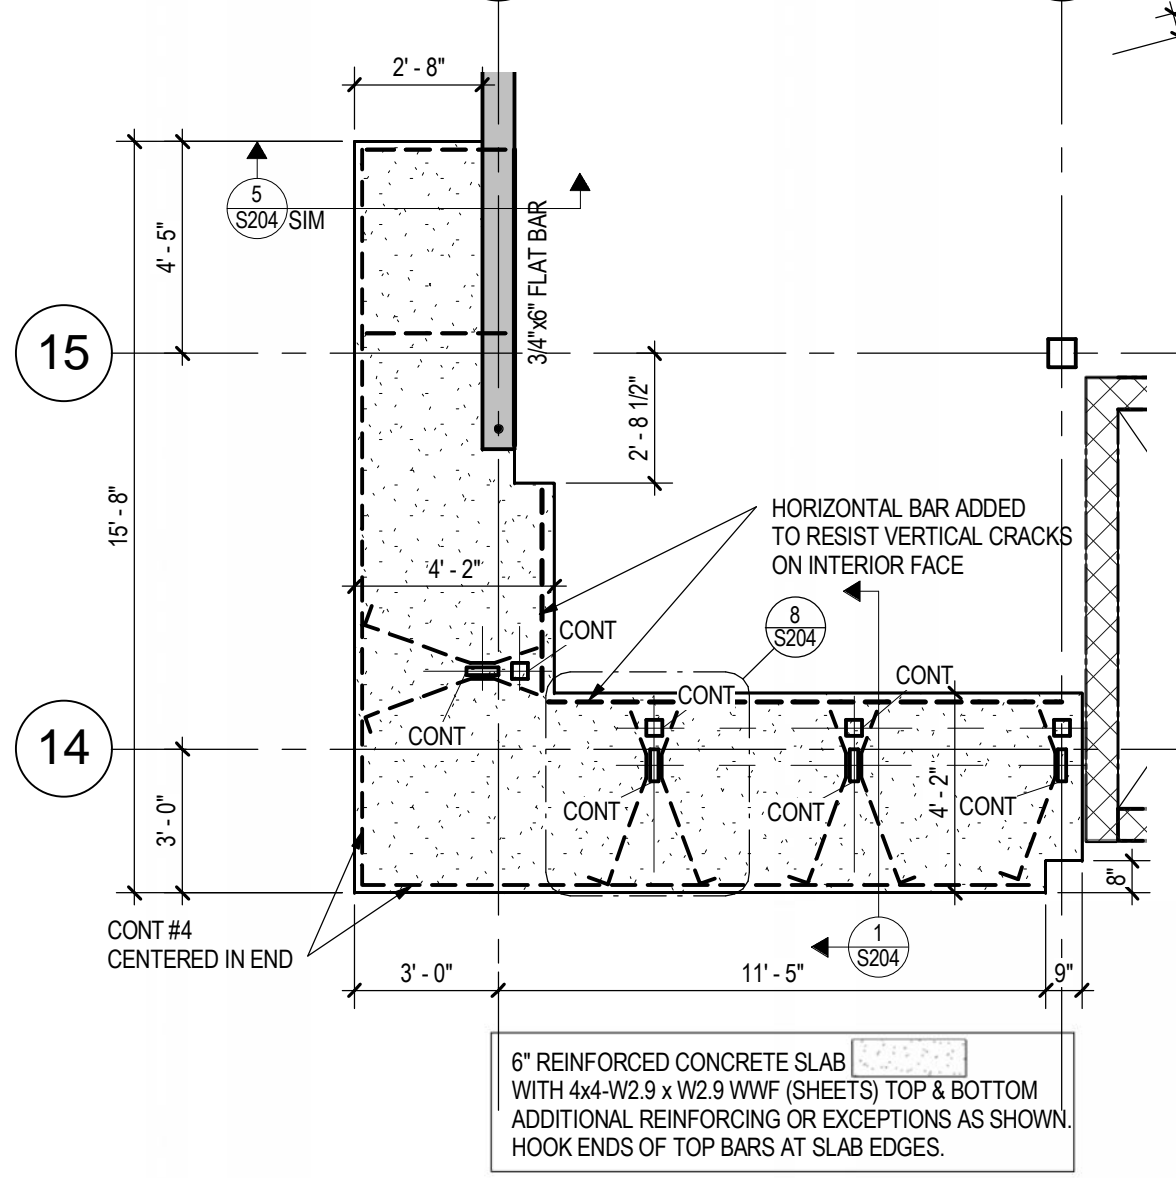 2' - 8"
5
S204
SIM
4' - 5"
3/4"x6" FLAT BAR
15
2' - 8 1/2"
15' - 8"
HORIZONTAL BAR ADDED
TO RESIST VERTICAL CRACKS
ON INTERIOR FACE
4' - 2"
8
S204
CONT
CONT
CONT
CONT
14
CONT
CONT
CONT
4' - 2"
3' - 0"
8"
CONT #4
CENTERED IN END
1
S204
3' - 0"
11' - 5"
9"
6" REINFORCED CONCRETE SLAB
WITH 4x4-W2.9 x W2.9 WWF (SHEETS) TOP & BOTTOM
ADDITIONAL REINFORCING OR EXCEPTIONS AS SHOWN.
HOOK ENDS OF TOP BARS AT SLAB EDGES.